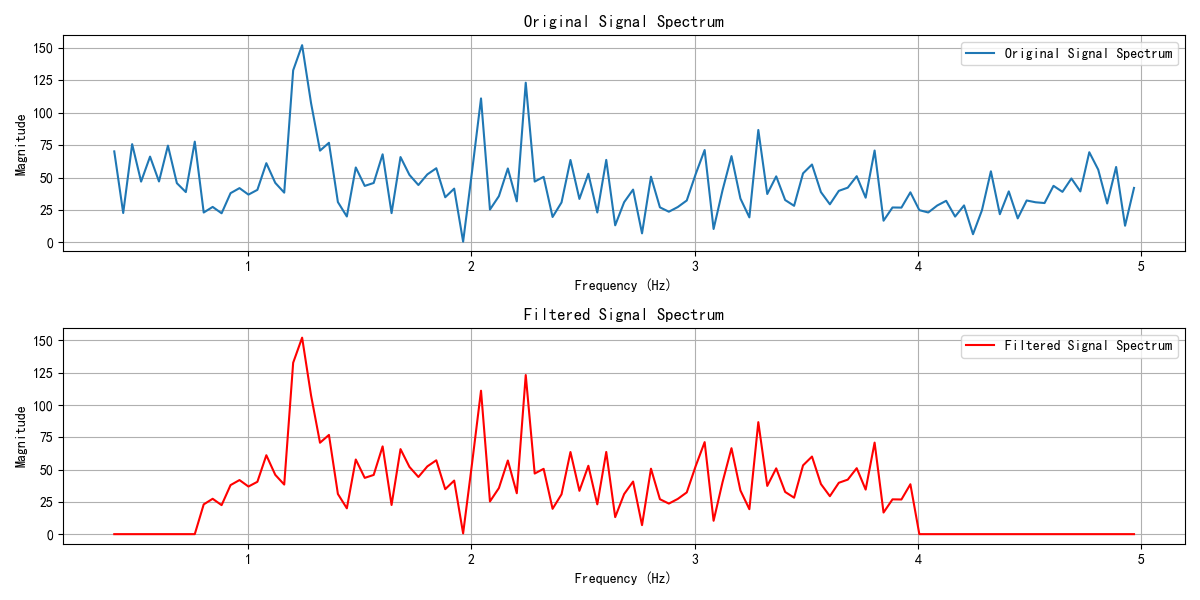 Original Signal Spectrum
Original Signal Spectrum
Magnitude
150
125
100
75
50
25
0
1 2 3 4 5
Frequency (Hz)
Filtered Signal Spectrum
Filtered Signal Spectrum
Magnitude
150
125
100
75
50
25
0
1 2 3 4 5
Frequency (Hz)